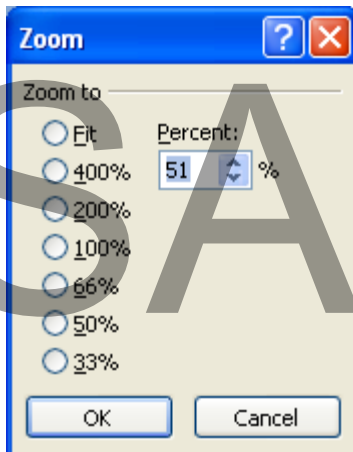 Zoom
Zoom to
Fit
400%
200%
100%
66%
50%
33%
Percent:
51 %
OK
Cancel
SA